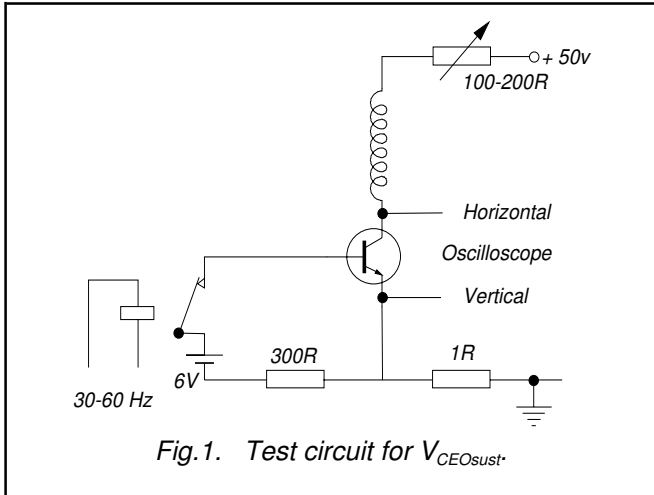 + 50v
100-200R
Horizontal
Oscilloscope
Vertical
300R
1R
6V
30-60 Hz
Fig.1. Test circuit for VCEOsust.